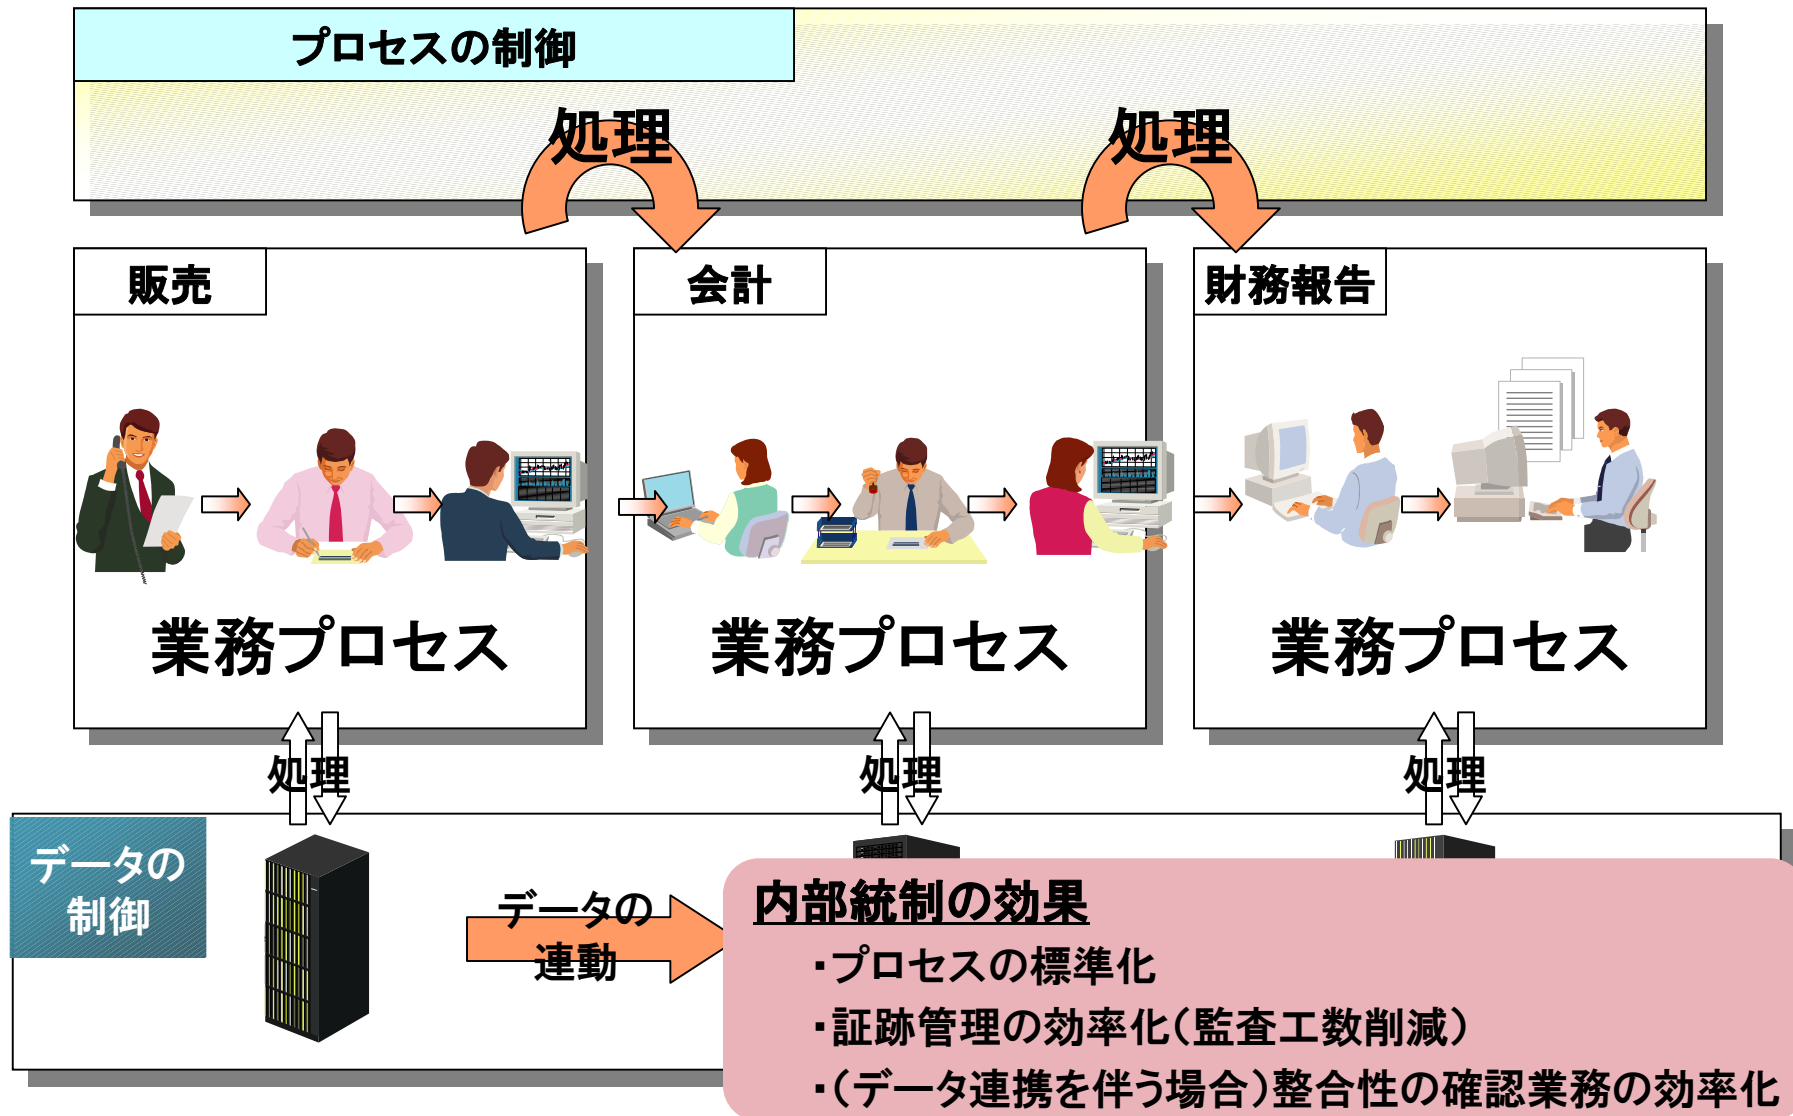 プロセスの制御
処理
処理
販売
会計
財務報告
業務プロセス
業務プロセス
業務プロセス
処理
処理
処理
データの
制御
データの
連動
内部統制の効果
・プロセスの標準化
・証跡管理の効率化（監査工数削減）
・（データ連携を伴う場合）整合性の確認業務の効率化